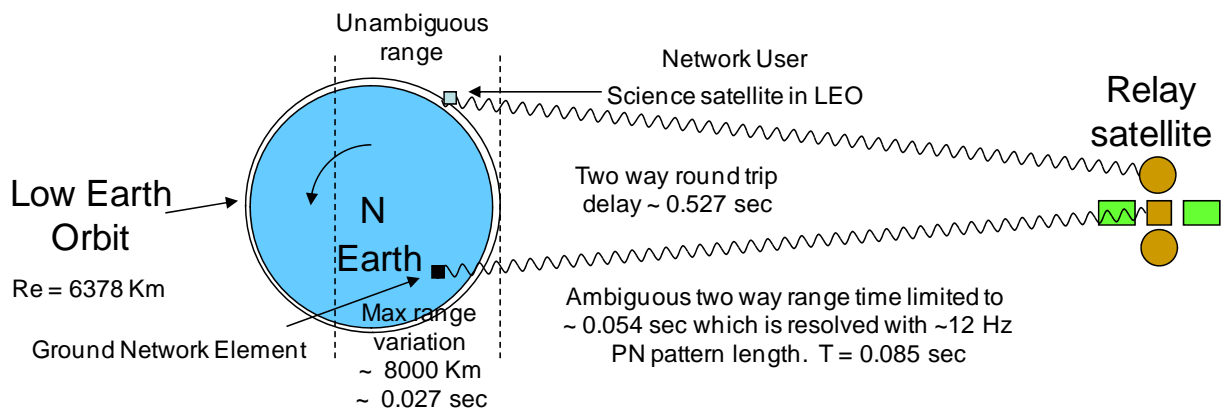 Unambiguous
range
Network User
Science satellite in LEO
Relay
satellite
Low Earth
Orbit
Re = 6378 Km
N
Earth
Two way round trip
delay ~ 0.527 sec
Ground Network Element
Max range
variation
~ 8000 Km
~ 0.027 sec
Ambiguous two way range time limited to
~ 0.054 sec which is resolved with ~12 Hz
PN pattern length. T = 0.085 sec